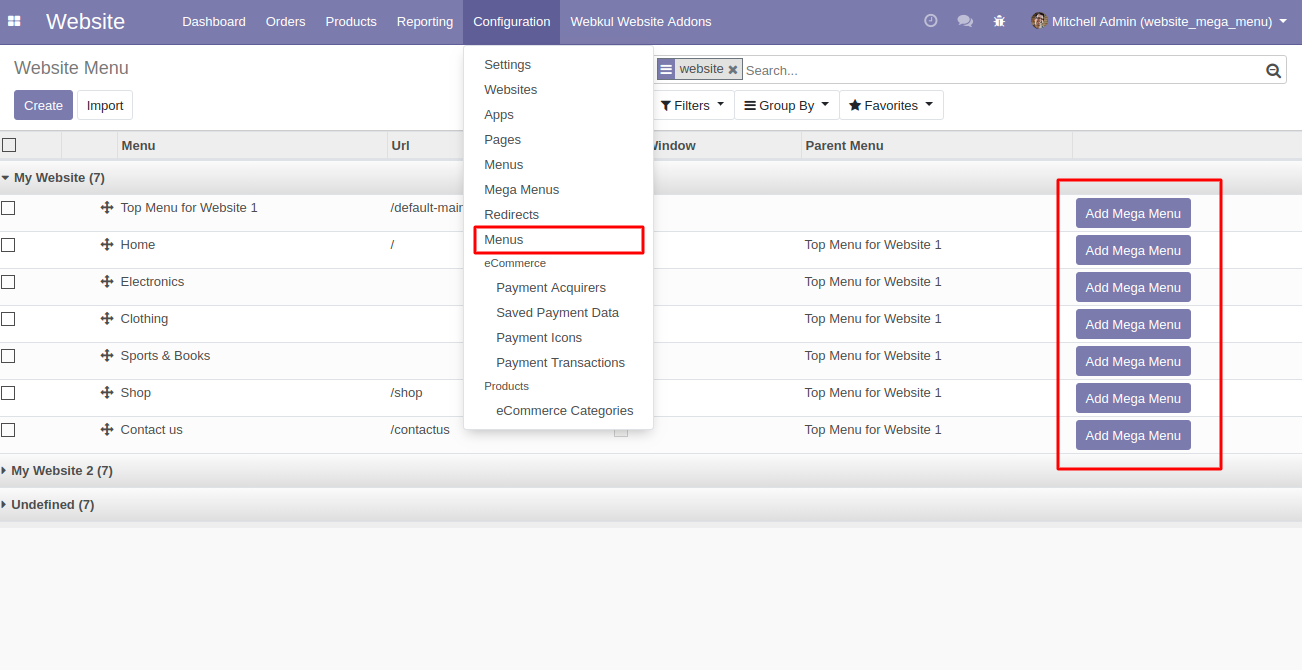 Website Dashboard Orders Products Reporting Configuration Webkul Website Addons Mitchell Admin (website_mega_menu)
Website Menu
website Search...
Create Import
Filters Group By Favorites
Settings
Websites
Apps
Pages
Menus
Mega Menus
Redirects
Menus
eCommerce
Payment Acquirers
Saved Payment Data
Payment Icons
Payment Transactions
Products
eCommerce Categories
Menu Url Window Parent Menu
My Website (7)
Top Menu for Website 1 /default-main Add Mega Menu
Home / Top Menu for Website 1 Add Mega Menu
Electronics Top Menu for Website 1 Add Mega Menu
Clothing Top Menu for Website 1 Add Mega Menu
Sports & Books Top Menu for Website 1 Add Mega Menu
Shop /shop Top Menu for Website 1 Add Mega Menu
Contact us /contactus Top Menu for Website 1 Add Mega Menu
My Website 2 (7)
Undefined (7)